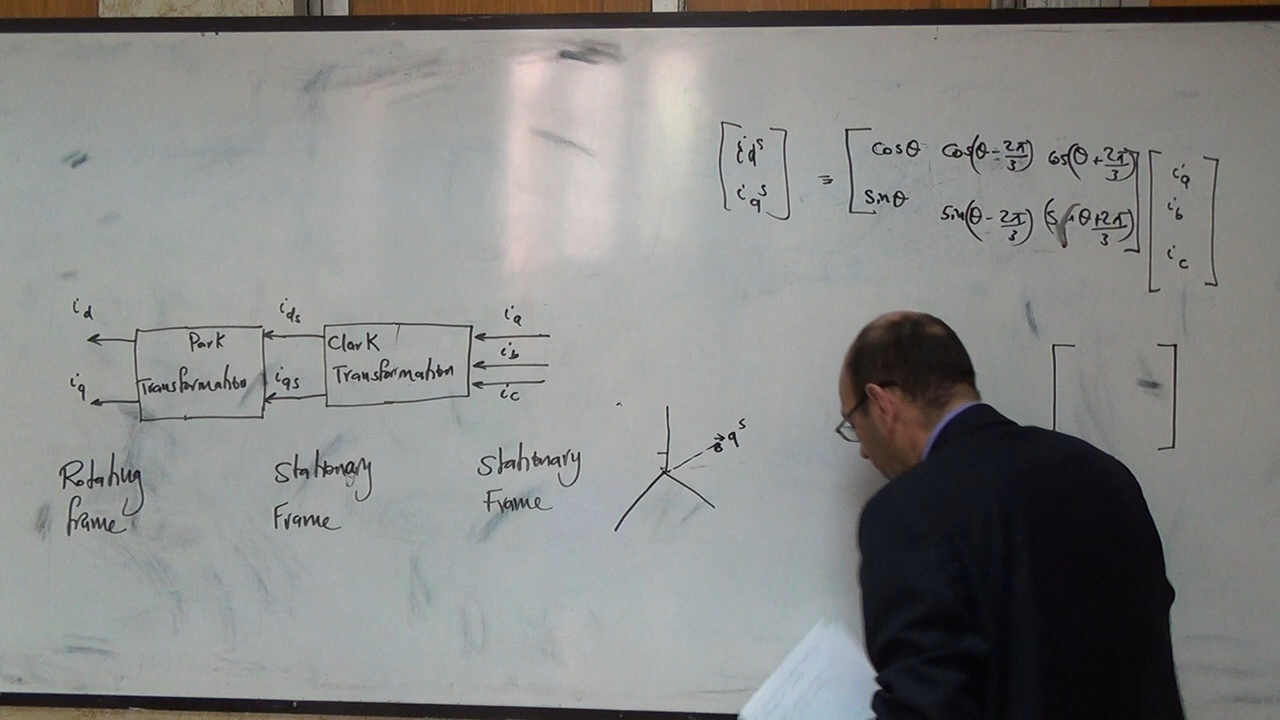 [id^s] = [cosθ cos(θ - 2π/3) cos(θ + 2π/3)] [ia]
[iq^s] [sinθ sin(θ - 2π/3) (s θ + 2π/3)] [ib]
[ic]
id
Park
Transformation
iq
ids
iqs
Clark
Transformation
ia
ib
ic
q^s
Rotating
frame
Stationary
Frame
Stationary
Frame